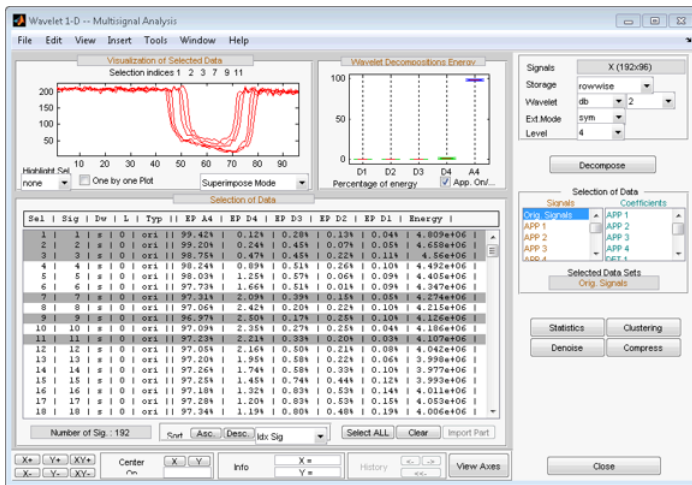 Wavelet 1-D -- Multisignal Analysis
File Edit View Insert Tools Window Help
Visualization of Selected Data
Selection indices 1 2 3 7 9 11
200
150
100
50
10 20 30 40 50 60 70 80 90
Highlight Sel.
none
One by one Plot
Superimpose Mode
Wavelet Decompositions Energy
100
50
0
D1 D2 D3 D4 A4
Percentage of energy
App. On/...
Signals X (192x96)
Storage rowwise
Wavelet db 2
Ext.Mode sym
Level 4
Decompose
Selection of Data
Signals Coefficients
Orig. Signals
APP 1
APP 2
APP 3
APP 4
APP 1
APP 2
APP 3
APP 4
DET 1
Selected Data Sets
Orig. Signals
Statistics Clustering
Denoise Compress
Close
Selection of Data
Sel | Sig | Dw | L | Typ || EP A4 | EP D4 | EP D3 | EP D2 | EP D1 | Energy |
1 | 1 | s | 0 | ori || 99.42% | 0.12% | 0.28% | 0.13% | 0.04% | 4.809e+06 |
2 | 2 | s | 0 | ori || 99.20% | 0.24% | 0.45% | 0.07% | 0.05% | 4.658e+06 |
3 | 3 | s | 0 | ori || 98.75% | 0.47% | 0.45% | 0.22% | 0.11% | 4.56e+06 |
4 | 4 | s | 0 | ori || 98.24% | 0.89% | 0.51% | 0.26% | 0.10% | 4.492e+06 |
5 | 5 | s | 0 | ori || 98.03% | 1.25% | 0.57% | 0.06% | 0.09% | 4.405e+06 |
6 | 6 | s | 0 | ori || 97.73% | 1.66% | 0.51% | 0.01% | 0.09% | 4.347e+06 |
7 | 7 | s | 0 | ori || 97.31% | 2.09% | 0.39% | 0.15% | 0.05% | 4.274e+06 |
8 | 8 | s | 0 | ori || 97.06% | 2.42% | 0.20% | 0.22% | 0.10% | 4.165e+06 |
9 | 9 | s | 0 | ori || 96.97% | 2.50% | 0.17% | 0.25% | 0.10% | 4.126e+06 |
10 | 10 | s | 0 | ori || 97.09% | 2.35% | 0.27% | 0.25% | 0.04% | 4.186e+06 |
11 | 11 | s | 0 | ori || 97.23% | 2.21% | 0.33% | 0.20% | 0.03% | 4.107e+06 |
12 | 12 | s | 0 | ori || 97.05% | 2.16% | 0.50% | 0.21% | 0.08% | 4.042e+06 |
13 | 13 | s | 0 | ori || 97.20% | 1.95% | 0.58% | 0.22% | 0.06% | 3.998e+06 |
14 | 14 | s | 0 | ori || 97.26% | 1.74% | 0.58% | 0.33% | 0.10% | 3.977e+06 |
15 | 15 | s | 0 | ori || 97.25% | 1.45% | 0.74% | 0.44% | 0.12% | 3.993e+06 |
16 | 16 | s | 0 | ori || 97.18% | 1.32% | 0.83% | 0.53% | 0.14% | 4.011e+06 |
17 | 17 | s | 0 | ori || 97.28% | 1.20% | 0.83% | 0.53% | 0.15% | 4.053e+06 |
18 | 18 | s | 0 | ori || 97.34% | 1.19% | 0.80% | 0.48% | 0.19% | 4.006e+06 |
Number of Sig. : 192
Sort Asc. Desc. Idx Sig
Select ALL Clear Import Part
X+ Y+ XY+
X- Y- XY-
Center On X Y
Info X =
Y =
History <- ->
<<-
View Axes